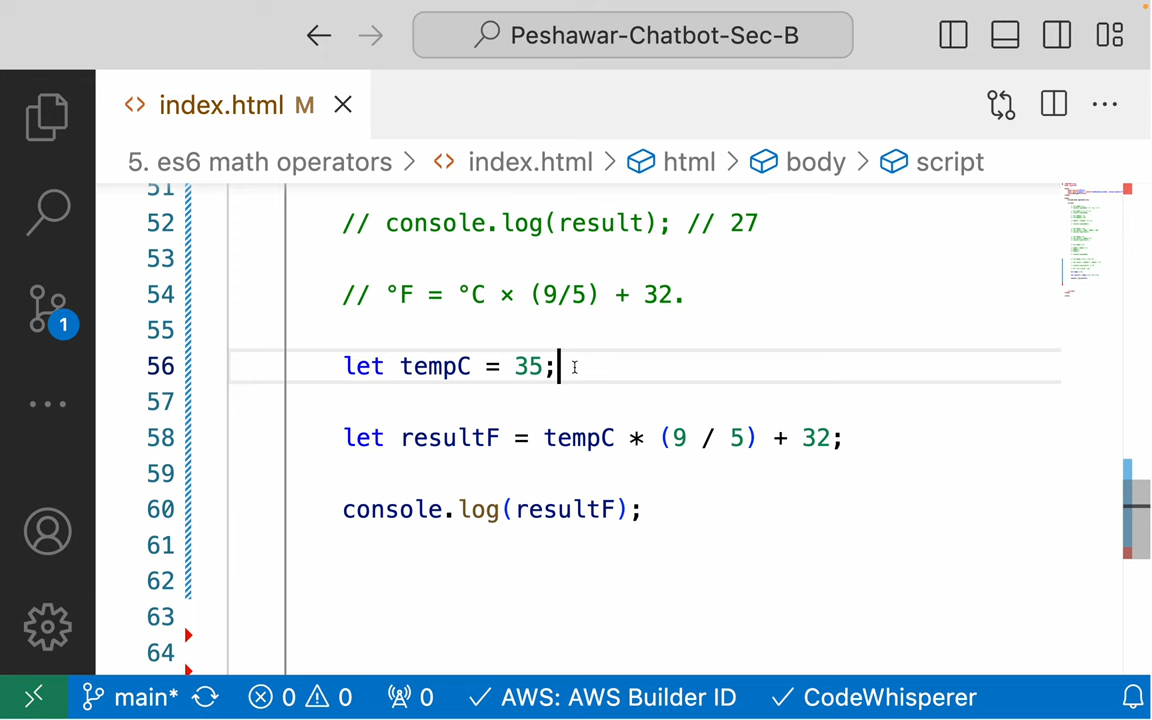 Peshawar-Chatbot-Sec-B
index.html M
5. es6 math operators > index.html > html > body > script
51
52 // console.log(result); // 27
53
54 // °F = °C × (9/5) + 32.
55
56 let tempC = 35;
57
58 let resultF = tempC * (9 / 5) + 32;
59
60 console.log(resultF);
61
62
63
64
1
main* 0 0 0 AWS: AWS Builder ID CodeWhisperer